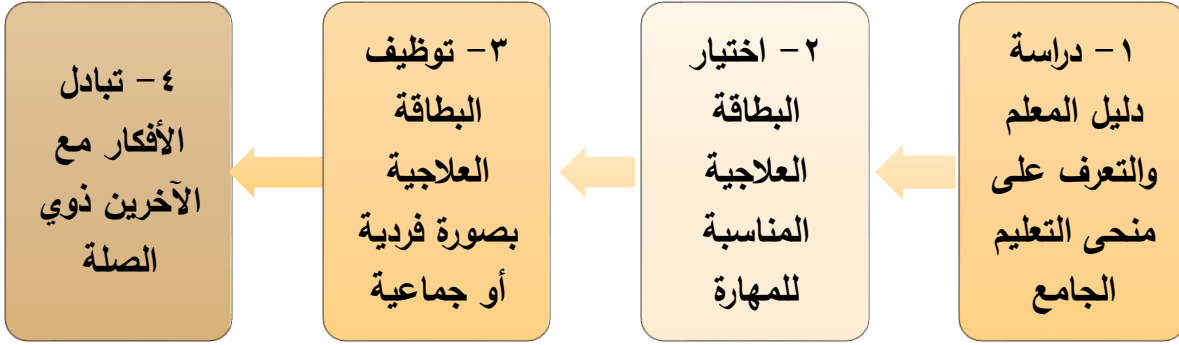 ١- دراسة
دليل المعلم
والتعرف على
منحى التعليم
الجامع
٢- اختيار
البطاقة
العلاجية
المناسبة
للمهارة
٣- توظيف
البطاقة
العلاجية
بصورة فردية
أو جماعية
٤- تبادل
الأفكار مع
الآخرين ذوي
الصلة